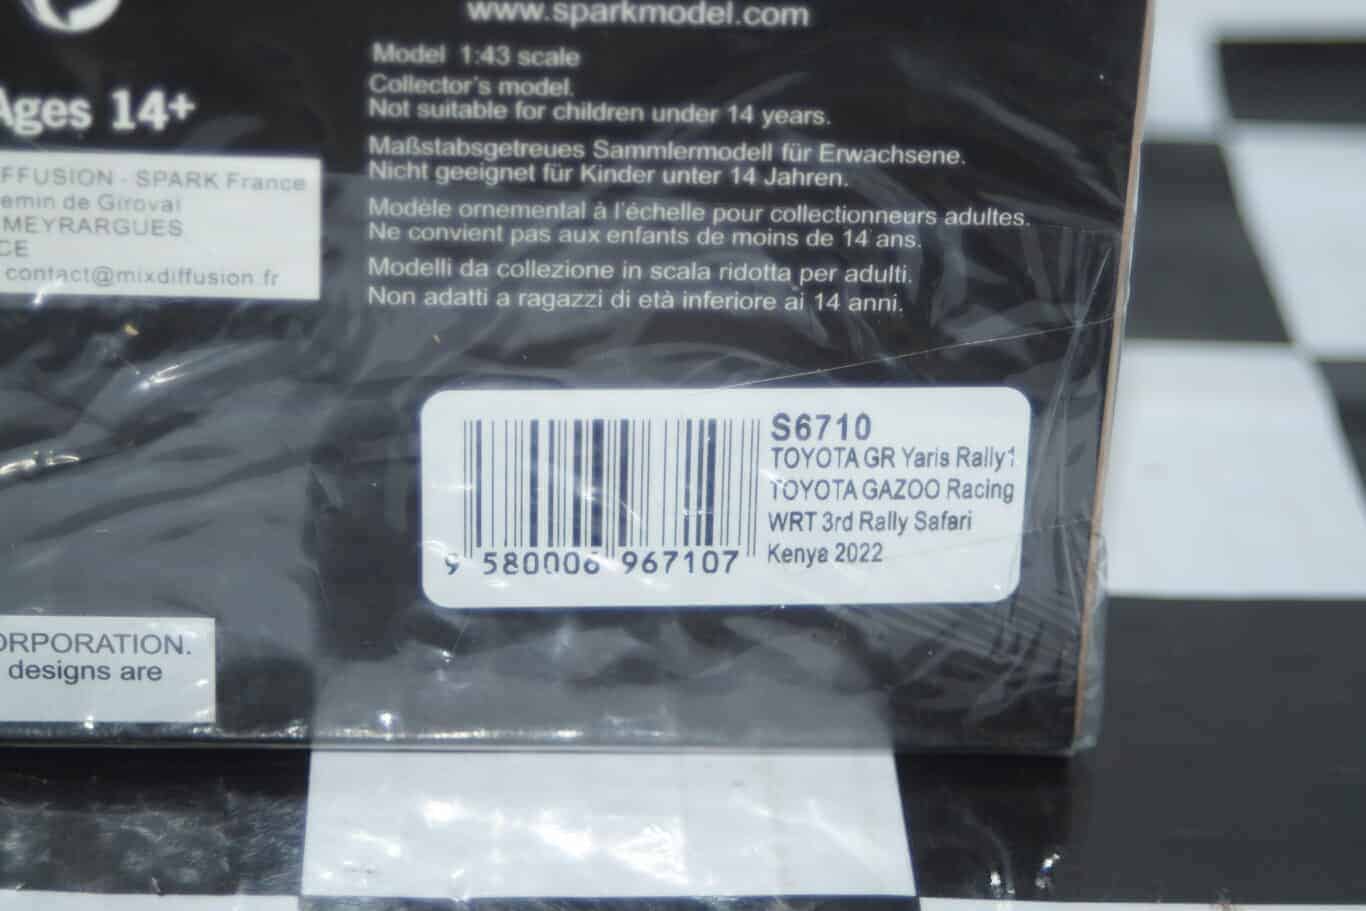 www.sparkmodel.com
Model 1:43 scale
Collector's model.
Not suitable for children under 14 years.
Ages 14+
Maßstabsgetreues Sammlermodell für Erwachsene.
Nicht geeignet für Kinder unter 14 Jahren.
Modèle ornemental à l'échelle pour collectionneurs adultes.
Ne convient pas aux enfants de moins de 14 ans.
Modelli da collezione in scala ridotta per adulti.
Non adatti a ragazzi di età inferiore ai 14 anni.
FFUSION - SPARK France
emin de Giroval
MEYRARGUES
CE
contact@mixdiffusion.fr
S6710
TOYOTA GR Yaris Rally1
TOYOTA GAZOO Racing
WRT 3rd Rally Safari
Kenya 2022
9 580006 967107
ORPORATION.
designs are